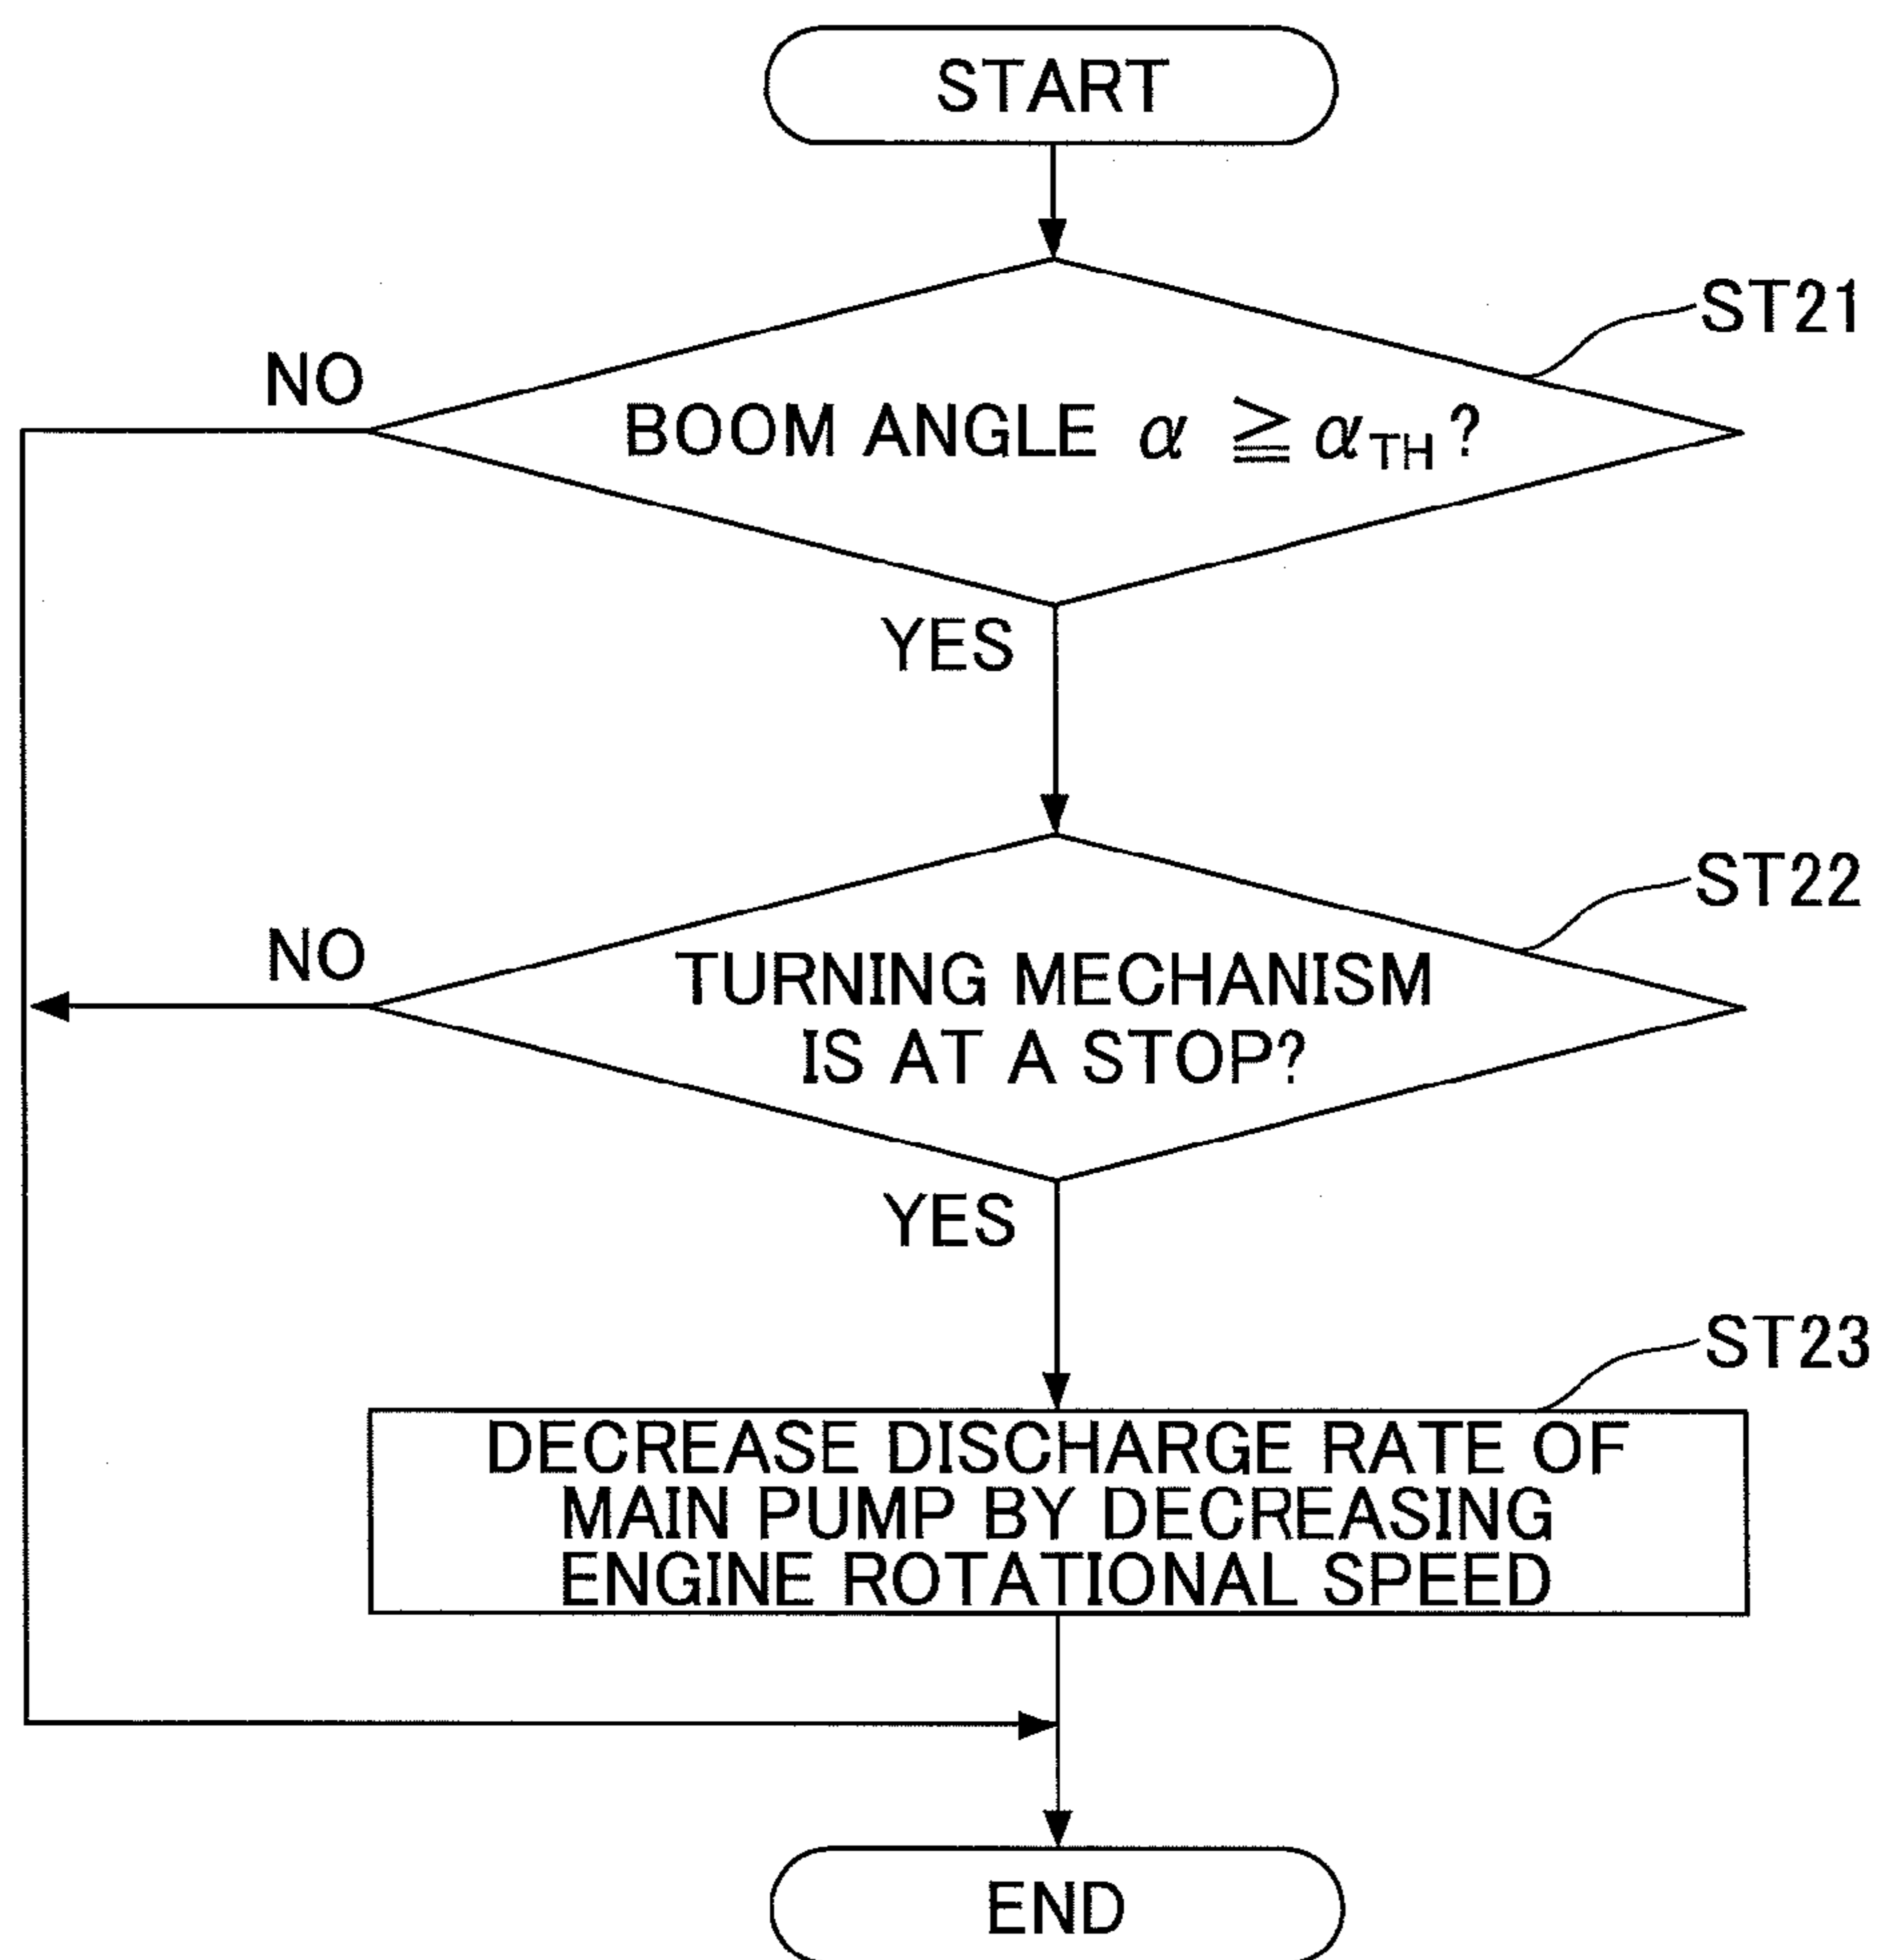 START
ST21
NO
BOOM ANGLE α ≧ αTH?
YES
ST22
NO
TURNING MECHANISM
IS AT A STOP?
YES
ST23
DECREASE DISCHARGE RATE OF
MAIN PUMP BY DECREASING
ENGINE ROTATIONAL SPEED
END